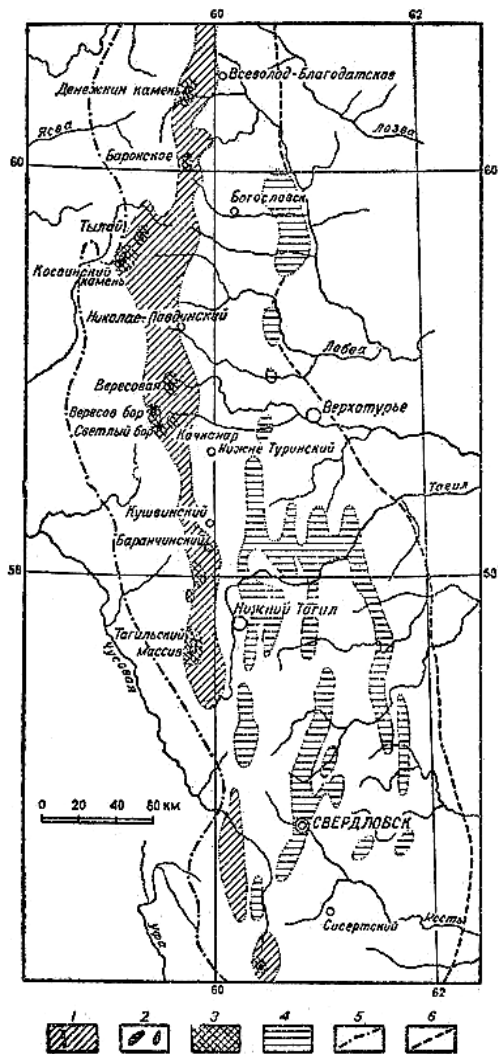 60
62
Всеволод-Благодатское
Денежкин камень
Ясва
Лозва
60
60
Баронское
Богословск
Тылай
Косвинский
камень
Николае-Павдинский
Лобва
Вересовая
Вересов бор
Светлый бор
Качканар
Верхотурье
Нижне Туринский
Тагил
Кушвинский
Баранчинский
58
58
Нижний Тагил
Тагильский
массив
Чусовая
0 20 40 60 км
СВЕРДЛОВСК
Сисертский
Исеть
Уфа
60
62
1 2 3 4 5 6